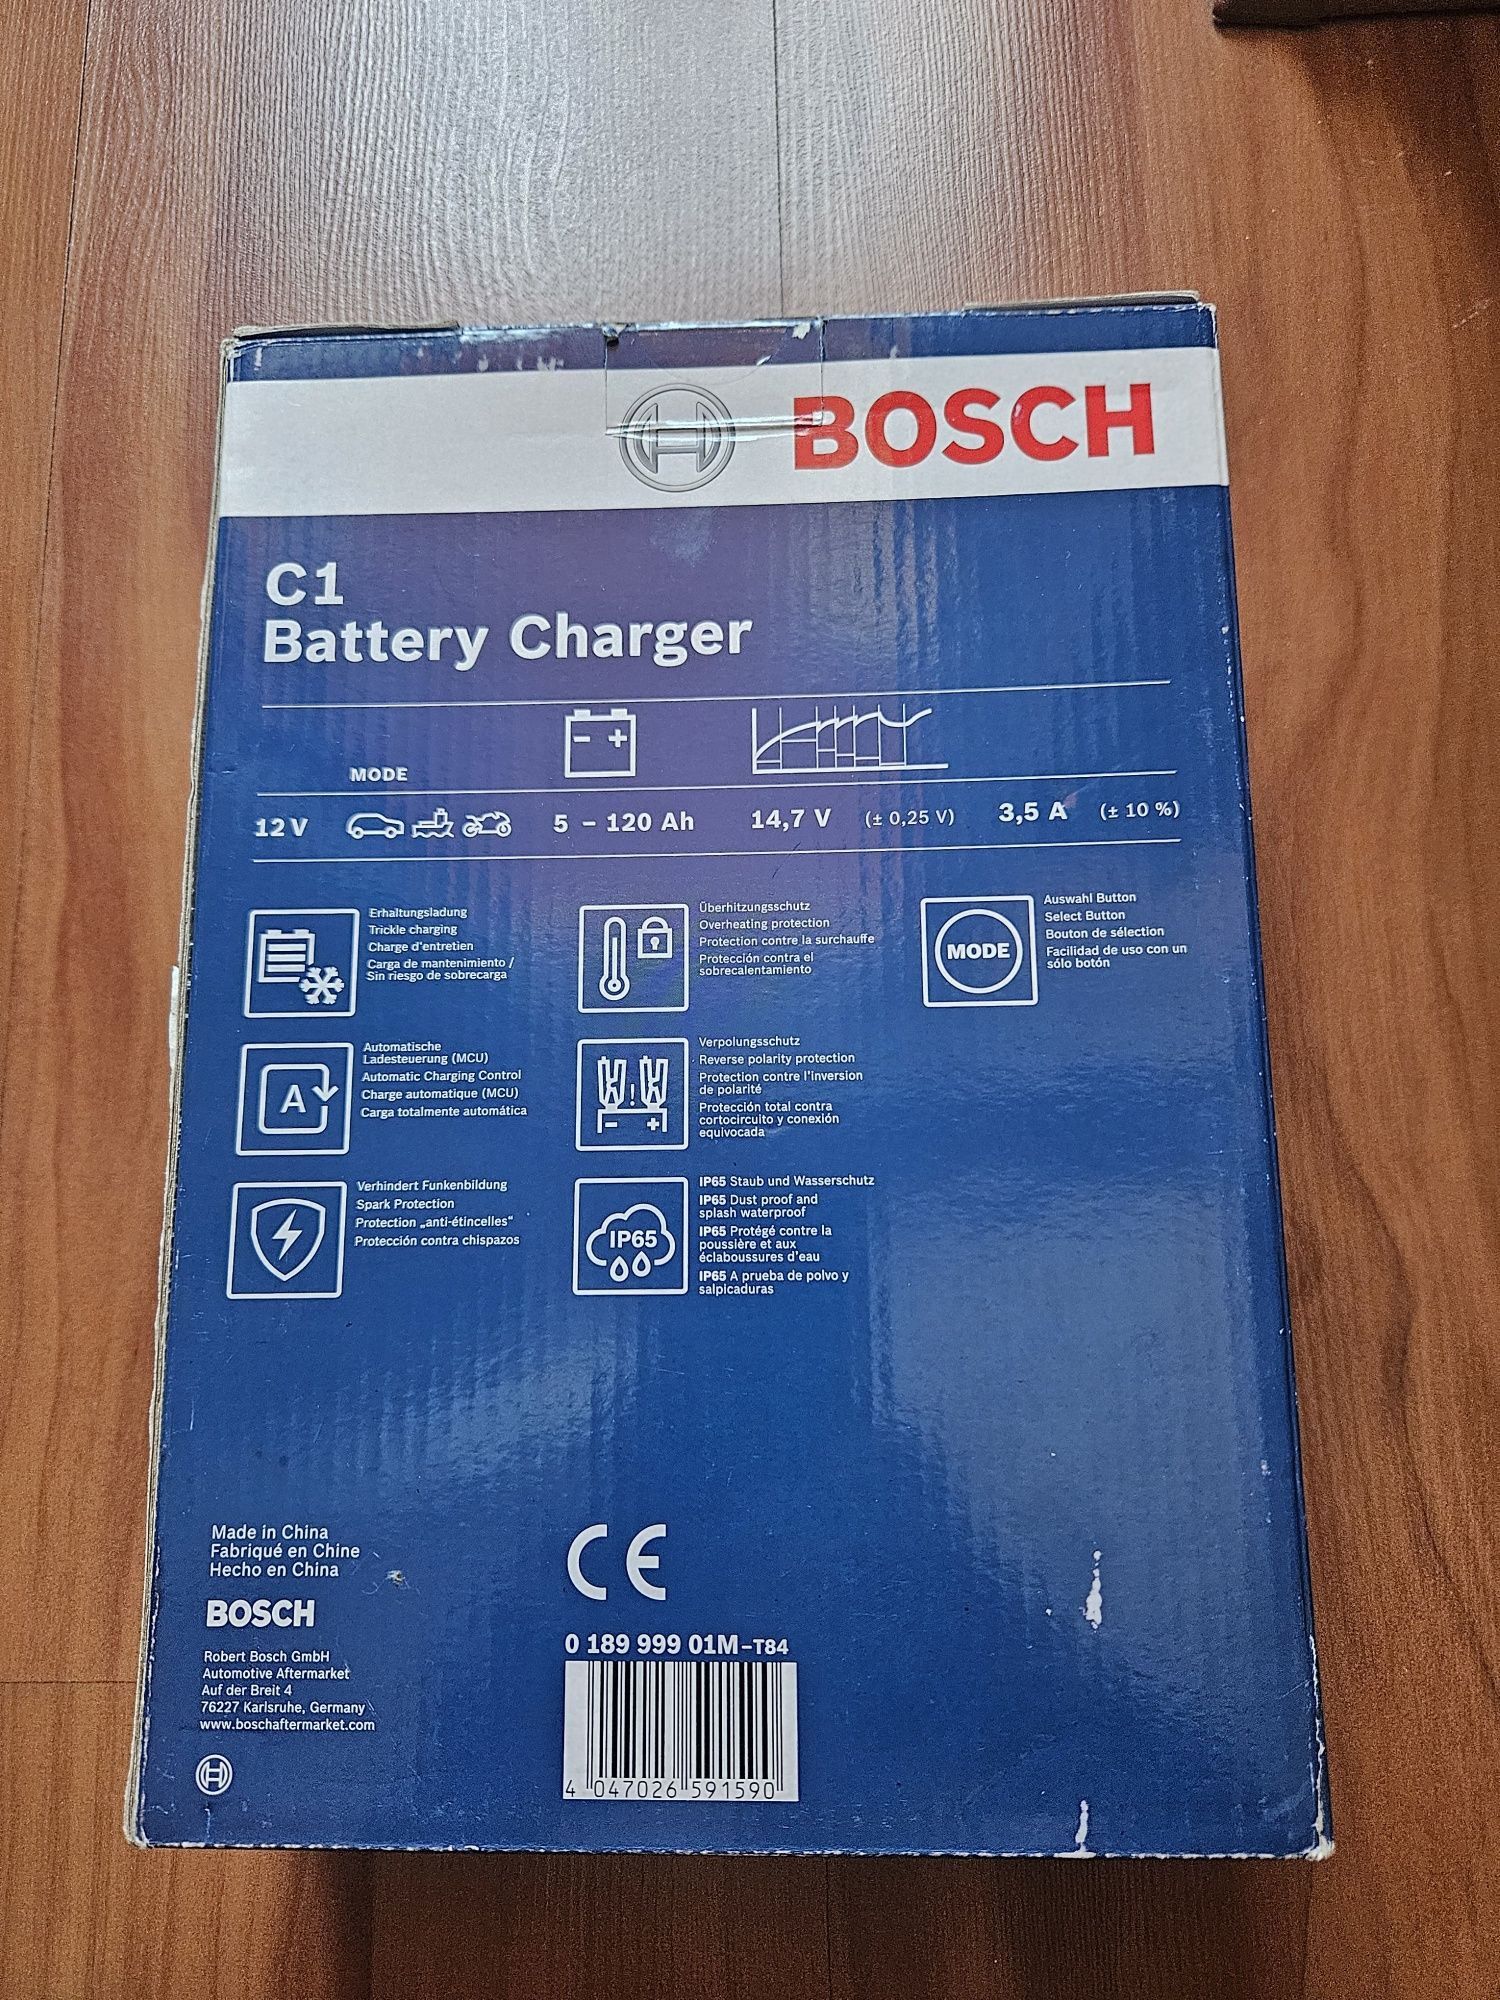 BOSCH
C1
Battery Charger
MODE
12 V 5 – 120 Ah 14,7 V (± 0,25 V) 3,5 A (± 10 %)
Erhaltungsladung
Trickle charging
Charge d'entretien
Carga de mantenimiento /
Sin riesgo de sobrecarga
Überhitzungsschutz
Overheating protection
Protection contre la surchauffe
Protección contra el
sobrecalentamiento
MODE
Auswahl Button
Select Button
Bouton de sélection
Facilidad de uso con un
sólo botón
A
Automatische
Ladesteuerung (MCU)
Automatic Charging Control
Charge automatique (MCU)
Carga totalmente automática
Verpolungsschutz
Reverse polarity protection
Protection contre l'inversion
de polarité
Protección total contra
cortocircuito y conexión
equivocada
Verhindert Funkenbildung
Spark Protection
Protection „anti-étincelles“
Protección contra chispazos
IP65
IP65 Staub und Wasserschutz
IP65 Dust proof and
splash waterproof
IP65 Protégé contre la
poussière et aux
éclaboussures d'eau
IP65 A prueba de polvo y
salpicaduras
Made in China
Fabriqué en Chine
Hecho en China
BOSCH
Robert Bosch GmbH
Automotive Aftermarket
Auf der Breit 4
76227 Karlsruhe, Germany
www.boschaftermarket.com
CE
0 189 999 01M-T84
4 047026 591590